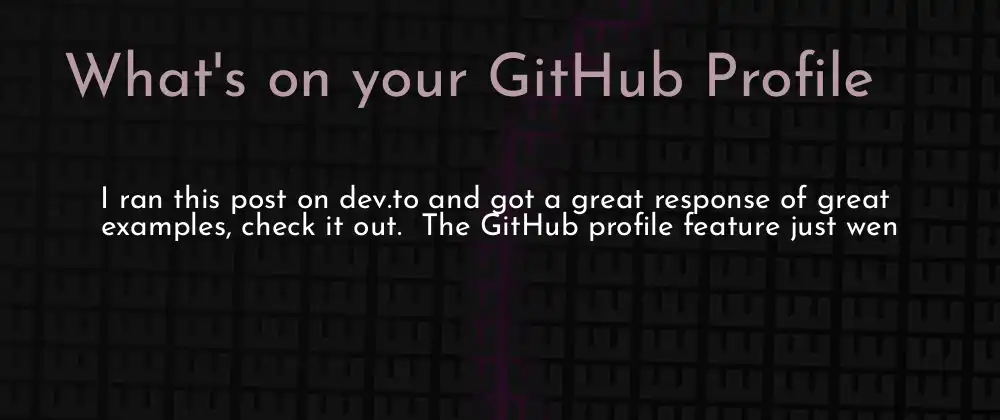 What's on your GitHub Profile
I ran this post on dev.to and got a great response of great
examples, check it out.  The GitHub profile feature just wen